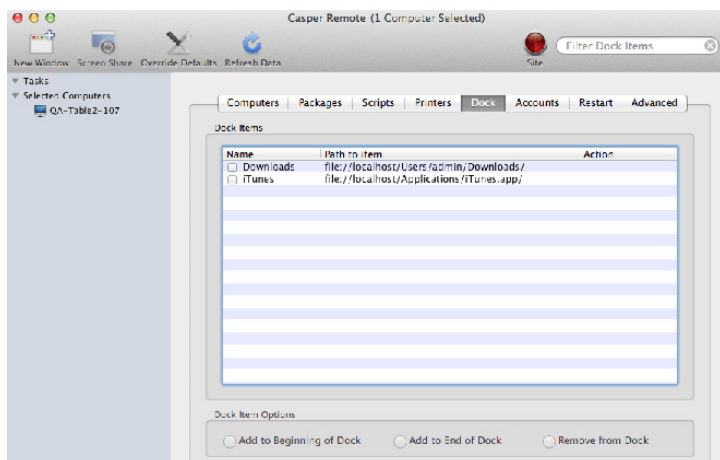 Casper Remote (1 Computer Selected)
New Window Screen Share Override Defaults Refresh Data Site Filter Dock Items
Tasks
Selected Computers
QA-Table2-107
Computers Packages Scripts Printers Dock Accounts Restart Advanced
Dock Items
Name Path to item Action
Downloads file://localhost/Users/admin/Downloads/
iTunes file://localhost/Applications/iTunes.app/
Dock Item Options
Add to Beginning of Dock Add to End of Dock Remove from Dock